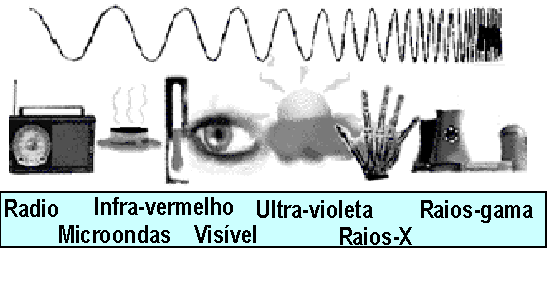 Radio Infra-vermelho Ultra-violeta Raios-gama
Microondas Visível Raios-X